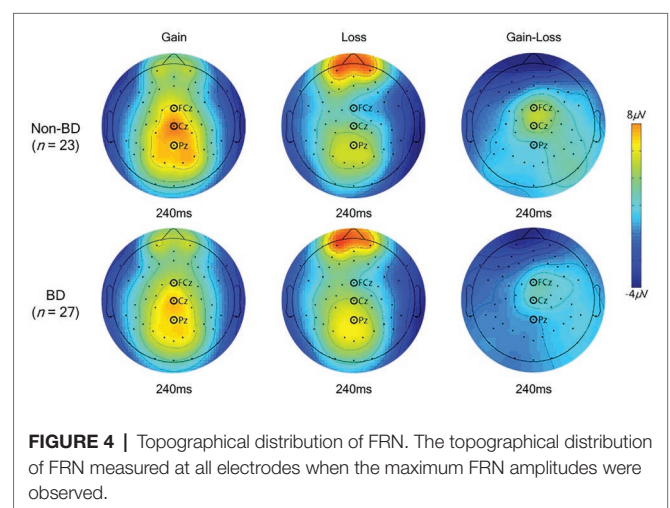 Gain Loss Gain-Loss
Non-BD
(n = 23)
FCz
Cz
Pz
FCz
Cz
Pz
FCz
Cz
Pz
8μV
240ms 240ms 240ms
BD
(n = 27)
FCz
Cz
Pz
FCz
Cz
Pz
FCz
Cz
Pz
-4μV
240ms 240ms 240ms
FIGURE 4 | Topographical distribution of FRN. The topographical distribution
of FRN measured at all electrodes when the maximum FRN amplitudes were
observed.